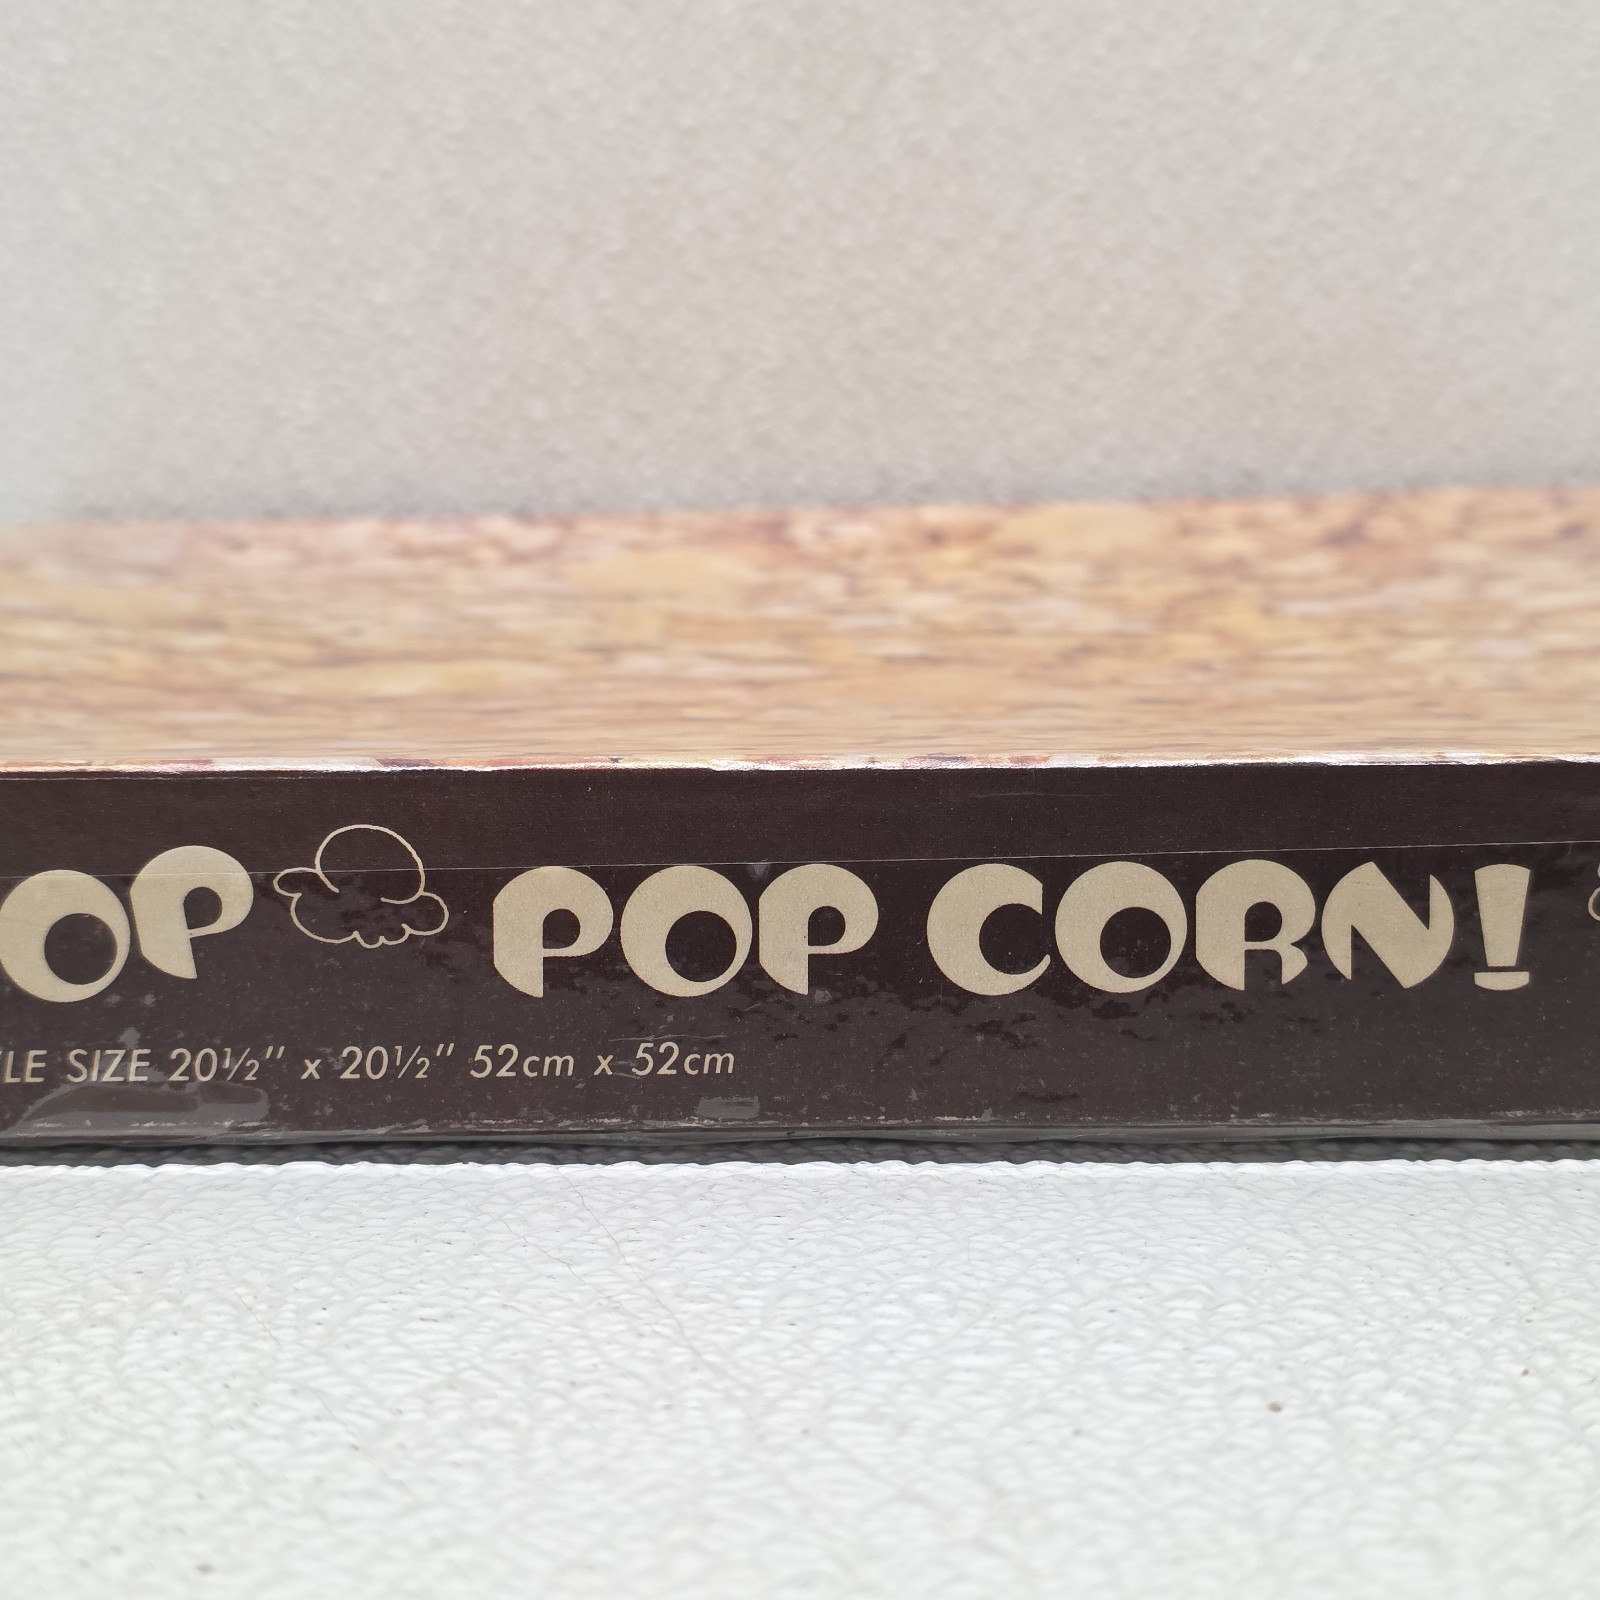 OP POP CORN!
LE SIZE 20½" x 20½" 52cm x 52cm